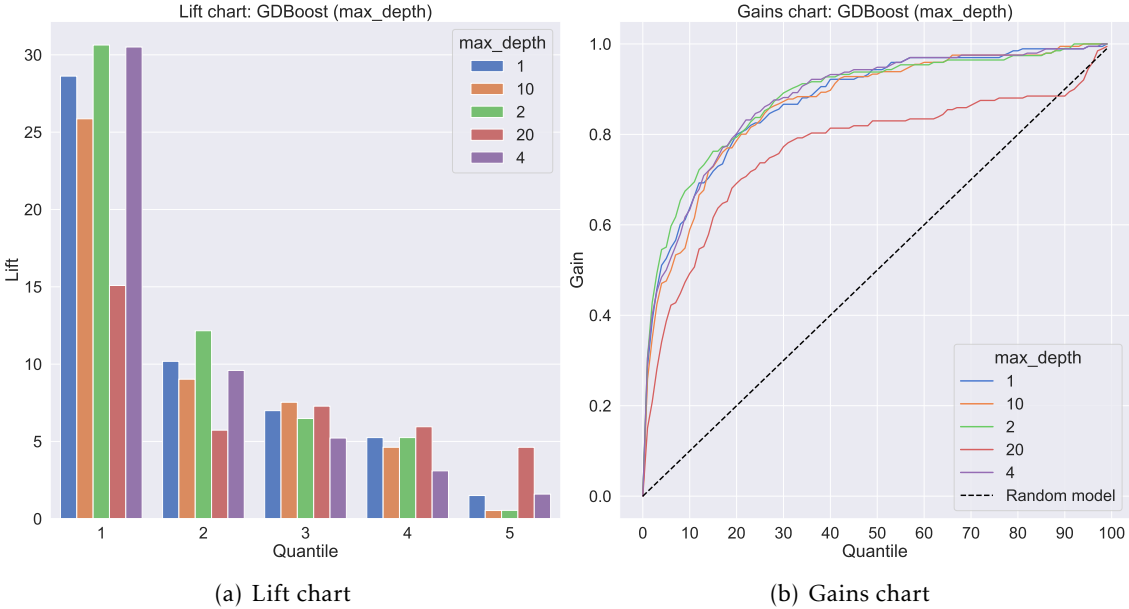 Lift chart: GDBoost (max_depth)
30
25
20
15
10
5
0
Lift
max_depth
1
10
2
20
4
1 2 3 4 5
Quantile
(a) Lift chart
Gains chart: GDBoost (max_depth)
1.0
0.8
0.6
0.4
0.2
0.0
Gain
max_depth
1
10
2
20
4
Random model
0 10 20 30 40 50 60 70 80 90 100
Quantile
(b) Gains chart